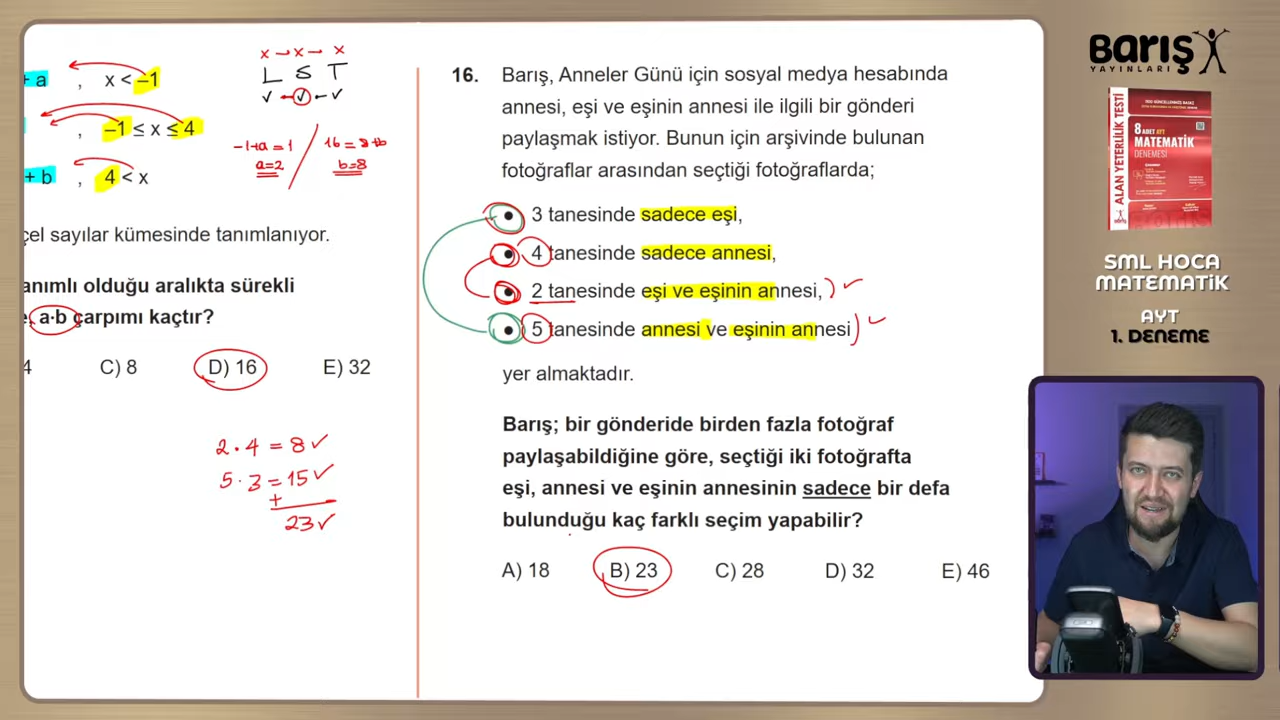 + a , x < –1
, –1 ≤ x ≤ 4
+ b , 4 < x
x → x → x
L S T
✓ ← ✓ ← ✓
–1+a=1
a=2
16=8+b
b=8
çel sayılar kümesinde tanımlanıyor.
anımlı olduğu aralıkta sürekli
e, a·b çarpımı kaçtır?
4 C) 8 D) 16 E) 32
2 · 4 = 8 ✓
5 · 3 = 15 ✓
+
23 ✓
16. Barış, Anneler Günü için sosyal medya hesabında
annesi, eşi ve eşinin annesi ile ilgili bir gönderi
paylaşmak istiyor. Bunun için arşivinde bulunan
fotoğraflar arasından seçtiği fotoğraflarda;
• 3 tanesinde sadece eşi,
• 4 tanesinde sadece annesi,
• 2 tanesinde eşi ve eşinin annesi, ) ✓
• 5 tanesinde annesi ve eşinin annesi ) ✓
yer almaktadır.
Barış; bir gönderide birden fazla fotoğraf
paylaşabildiğine göre, seçtiği iki fotoğrafta
eşi, annesi ve eşinin annesinin sadece bir defa
bulunduğu kaç farklı seçim yapabilir?
A) 18 B) 23 C) 28 D) 32 E) 46
BARIŞ
YAYINLARI
ALAN YETERLİLİK TESTİ
8 ADET AYT
MATEMATİK
DENEMESİ
SML HOCA
MATEMATİK
AYT
1. DENEME